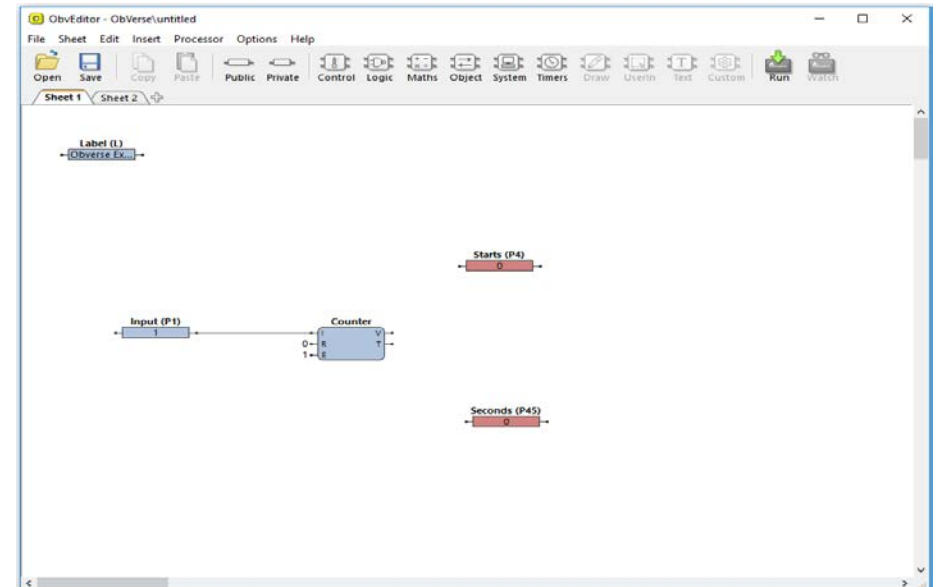 ObvEditor - ObVerse\untitled
File Sheet Edit Insert Processor Options Help
Open Save Copy Paste Public Private Control Logic Maths Object System Timers Draw Userin Text Custom Run Watch
Sheet 1 Sheet 2
Label (L)
Obverse Ex...
Starts (P4)
0
Input (P1)
1
Counter
I V
0 R T
1 E
Seconds (P45)
0